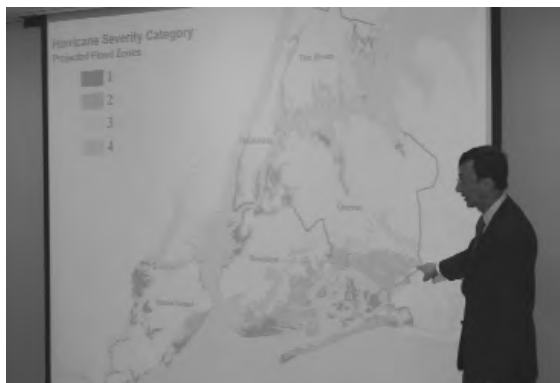 Hurricane Severity Category
Projected Flood Zones
1
2
3
4
The Bronx
Manhattan
Queens
Brooklyn
Staten Island